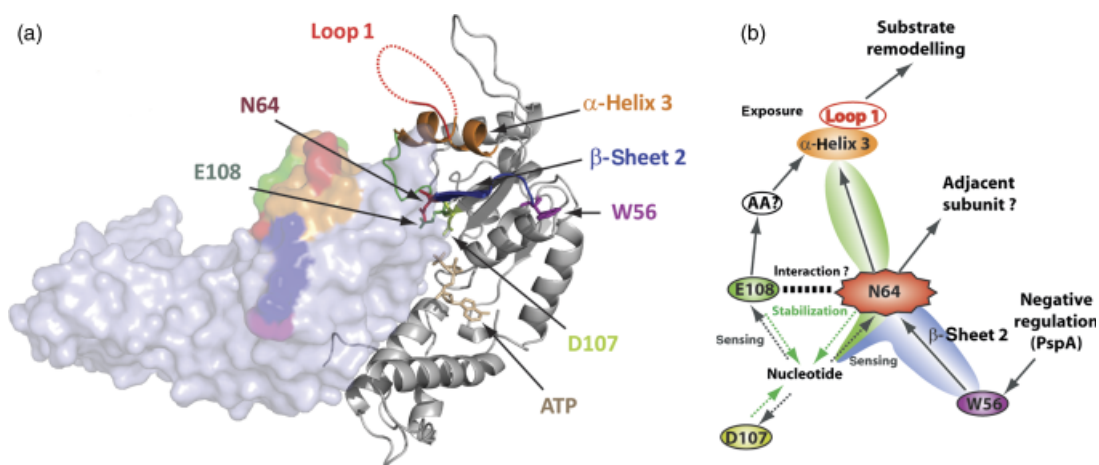 (a)
Loop 1
N64
α-Helix 3
E108
β-Sheet 2
W56
D107
ATP
(b)
Substrate
remodelling
Exposure
Loop 1
α-Helix 3
AA?
Adjacent
subunit ?
Interaction ?
E108
N64
Stabilization
Negative
regulation
(PspA)
β-Sheet 2
Sensing
Sensing
Nucleotide
W56
D107